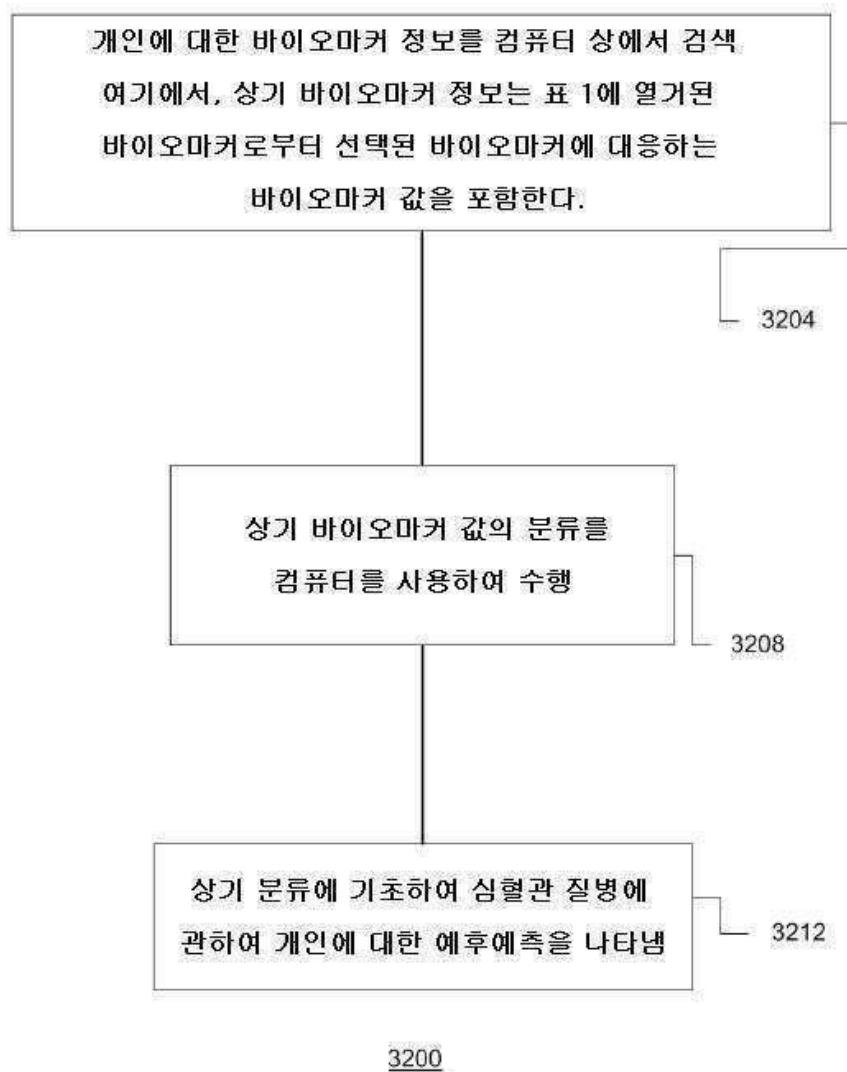 개인에 대한 바이오마커 정보를 컴퓨터 상에서 검색
여기에서, 상기 바이오마커 정보는 표 1에 열거된
바이오마커로부터 선택된 바이오마커에 대응하는
바이오마커 값을 포함한다.
3204
상기 바이오마커 값의 분류를
컴퓨터를 사용하여 수행
3208
상기 분류에 기초하여 심혈관 질병에
관하여 개인에 대한 예후예측을 나타냄
3212
3200